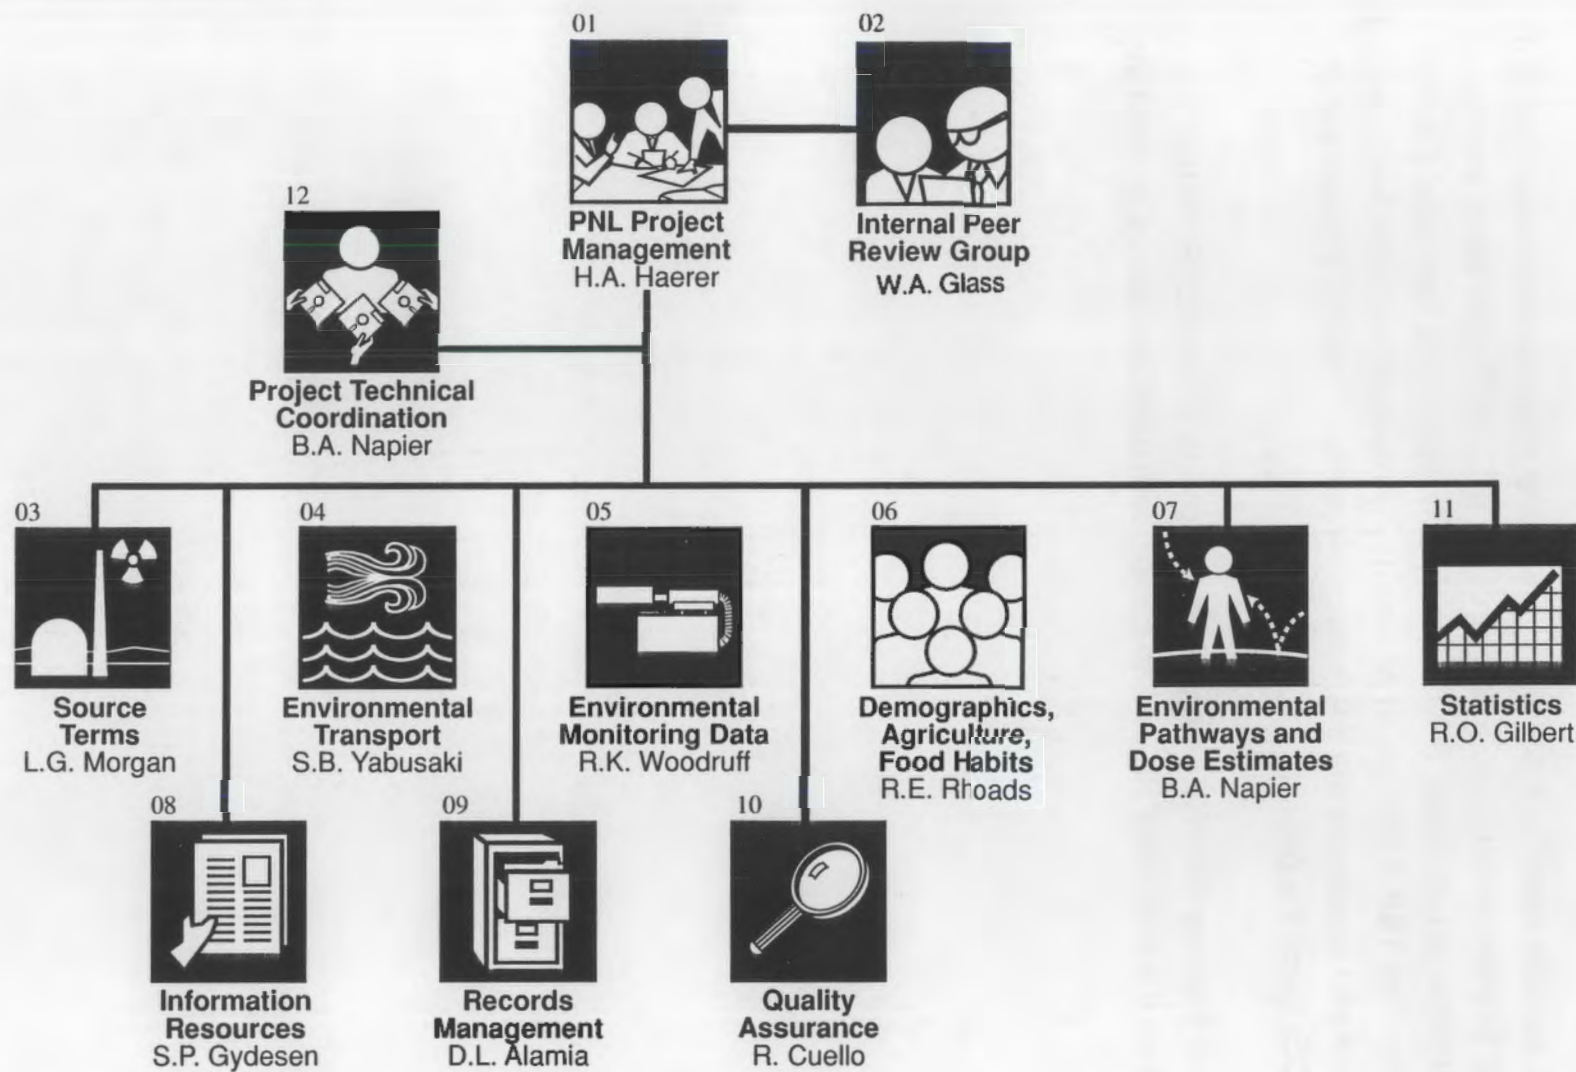 01
PNL Project
Management
H.A. Haerer
02
Internal Peer
Review Group
W.A. Glass
12
Project Technical
Coordination
B.A. Napier
03
Source
Terms
L.G. Morgan
04
Environmental
Transport
S.B. Yabusaki
05
Environmental
Monitoring Data
R.K. Woodruff
06
Demographics,
Agriculture,
Food Habits
R.E. Rhoads
07
Environmental
Pathways and
Dose Estimates
B.A. Napier
11
Statistics
R.O. Gilbert
08
Information
Resources
S.P. Gydesen
09
Records
Management
D.L. Alamia
10
Quality
Assurance
R. Cuello